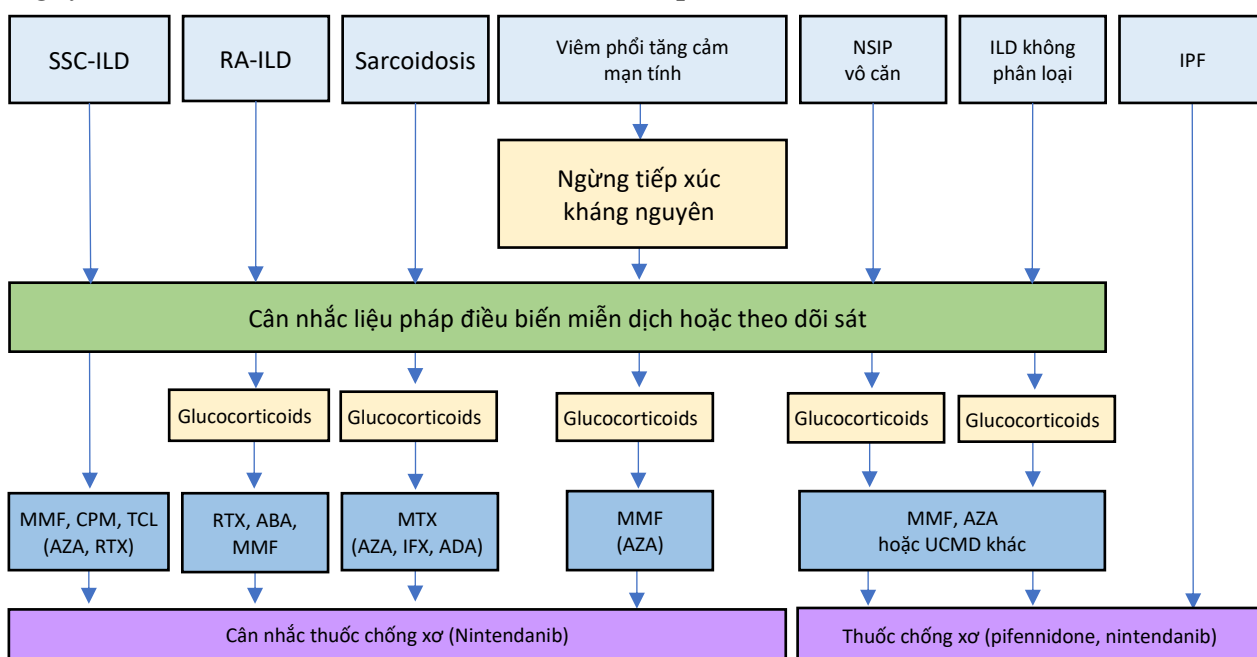 SSC-ILD
RA-ILD
Sarcoidosis
Viêm phổi tăng cảm
mạn tính
NSIP
vô căn
ILD không
phân loại
IPF
Ngừng tiếp xúc
kháng nguyên
Cân nhắc liệu pháp điều biến miễn dịch hoặc theo dõi sát
Glucocorticoids
Glucocorticoids
Glucocorticoids
Glucocorticoids
Glucocorticoids
MMF, CPM, TCL
(AZA, RTX)
RTX, ABA,
MMF
MTX
(AZA, IFX, ADA)
MMF
(AZA)
MMF, AZA
hoặc UCMD khác
Cân nhắc thuốc chống xơ (Nintendanib)
Thuốc chống xơ (pifennidone, nintendanib)